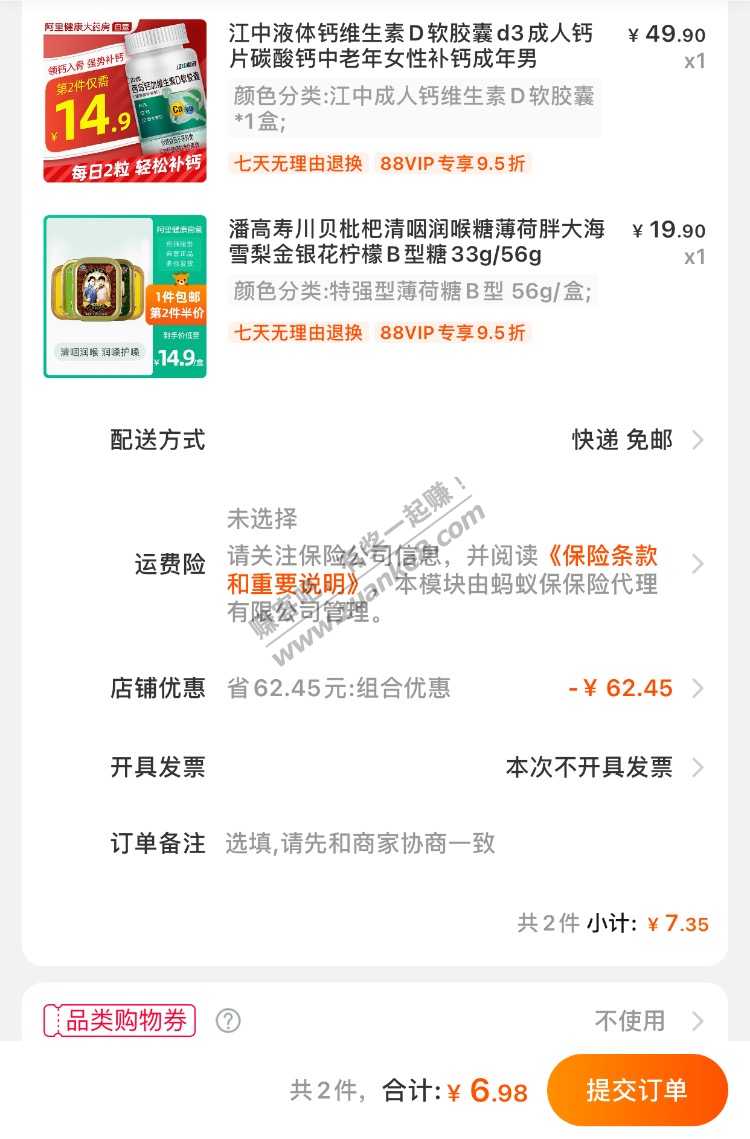 阿里健康大药房 自营
领钙入骨 强势补钙
第2件仅需
¥14.9
每日2粒 轻松补钙
江中液体钙维生素D软胶囊d3成人钙
片碳酸钙中老年女性补钙成年男
¥ 49.90
x1
颜色分类:江中成人钙维生素D软胶囊
*1盒;
七天无理由退换 88VIP专享9.5折
1件包邮
第2件半价
到手价低至
¥14.9/盒
清咽润喉 润嗓护嗓
潘高寿川贝枇杷清咽润喉糖薄荷胖大海
雪梨金银花柠檬B型糖33g/56g
¥ 19.90
x1
颜色分类:特强型薄荷糖B型 56g/盒;
七天无理由退换 88VIP专享9.5折
配送方式 快递 免邮
未选择
运费险 请关注保险公司信息，并阅读《保险条款
和重要说明》，本模块由蚂蚁保保险代理
有限公司管理。
赚客吧，有奖一起赚！
www.zuanke8.com
店铺优惠 省62.45元:组合优惠 -¥ 62.45
开具发票 本次不开具发票
订单备注 选填,请先和商家协商一致
共2件 小计: ¥ 7.35
品类购物券 ? 不使用
共2件, 合计: ¥ 6.98 提交订单